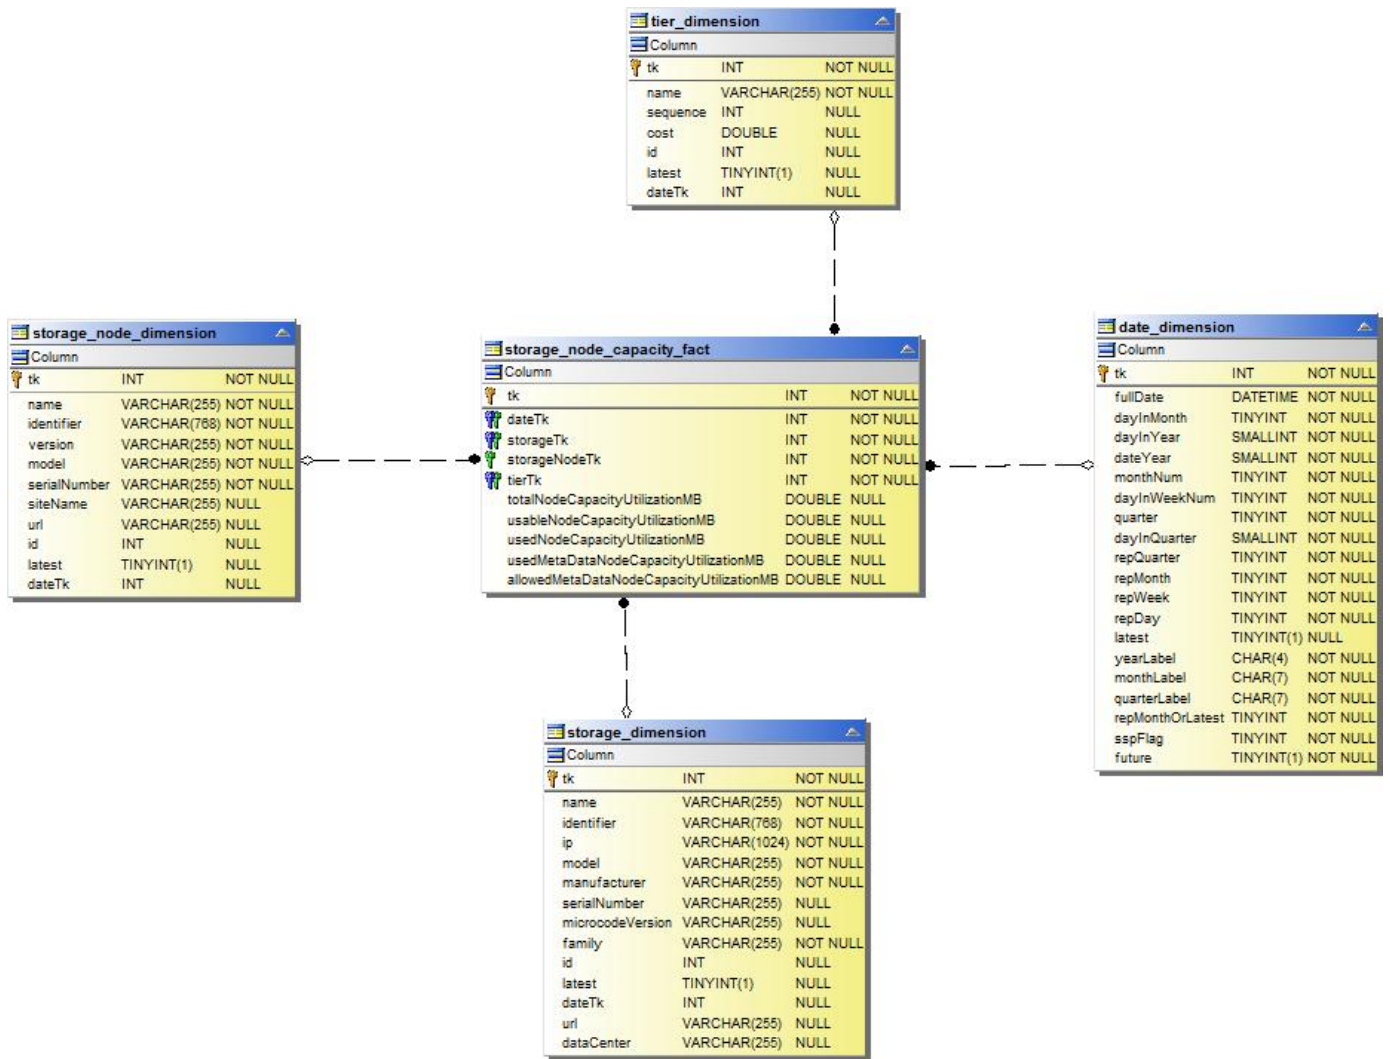 tier_dimension
Column
tk INT NOT NULL
name VARCHAR(255) NOT NULL
sequence INT NULL
cost DOUBLE NULL
id INT NULL
latest TINYINT(1) NULL
dateTk INT NULL
storage_node_dimension
Column
tk INT NOT NULL
name VARCHAR(255) NOT NULL
identifier VARCHAR(768) NOT NULL
version VARCHAR(255) NOT NULL
model VARCHAR(255) NOT NULL
serialNumber VARCHAR(255) NOT NULL
siteName VARCHAR(255) NULL
url VARCHAR(255) NULL
id INT NULL
latest TINYINT(1) NULL
dateTk INT NULL
storage_node_capacity_fact
Column
tk INT NOT NULL
dateTk INT NOT NULL
storageTk INT NOT NULL
storageNodeTk INT NOT NULL
tierTk INT NOT NULL
totalNodeCapacityUtilizationMB DOUBLE NULL
usableNodeCapacityUtilizationMB DOUBLE NULL
usedNodeCapacityUtilizationMB DOUBLE NULL
usedMetaDataNodeCapacityUtilizationMB DOUBLE NULL
allowedMetaDataNodeCapacityUtilizationMB DOUBLE NULL
date_dimension
Column
tk INT NOT NULL
fullDate DATETIME NOT NULL
dayInMonth TINYINT NOT NULL
dayInYear SMALLINT NOT NULL
dateYear SMALLINT NOT NULL
monthNum TINYINT NOT NULL
dayInWeekNum TINYINT NOT NULL
quarter TINYINT NOT NULL
dayInQuarter SMALLINT NOT NULL
repQuarter TINYINT NOT NULL
repMonth TINYINT NOT NULL
repWeek TINYINT NOT NULL
repDay TINYINT NOT NULL
latest TINYINT(1) NULL
yearLabel CHAR(4) NOT NULL
monthLabel CHAR(7) NOT NULL
quarterLabel CHAR(7) NOT NULL
repMonthOrLatest TINYINT NOT NULL
sspFlag TINYINT NOT NULL
future TINYINT(1) NOT NULL
storage_dimension
Column
tk INT NOT NULL
name VARCHAR(255) NOT NULL
identifier VARCHAR(768) NOT NULL
ip VARCHAR(1024) NOT NULL
model VARCHAR(255) NOT NULL
manufacturer VARCHAR(255) NOT NULL
serialNumber VARCHAR(255) NULL
microcodeVersion VARCHAR(255) NULL
family VARCHAR(255) NOT NULL
id INT NULL
latest TINYINT(1) NULL
dateTk INT NULL
url VARCHAR(255) NULL
dataCenter VARCHAR(255) NULL